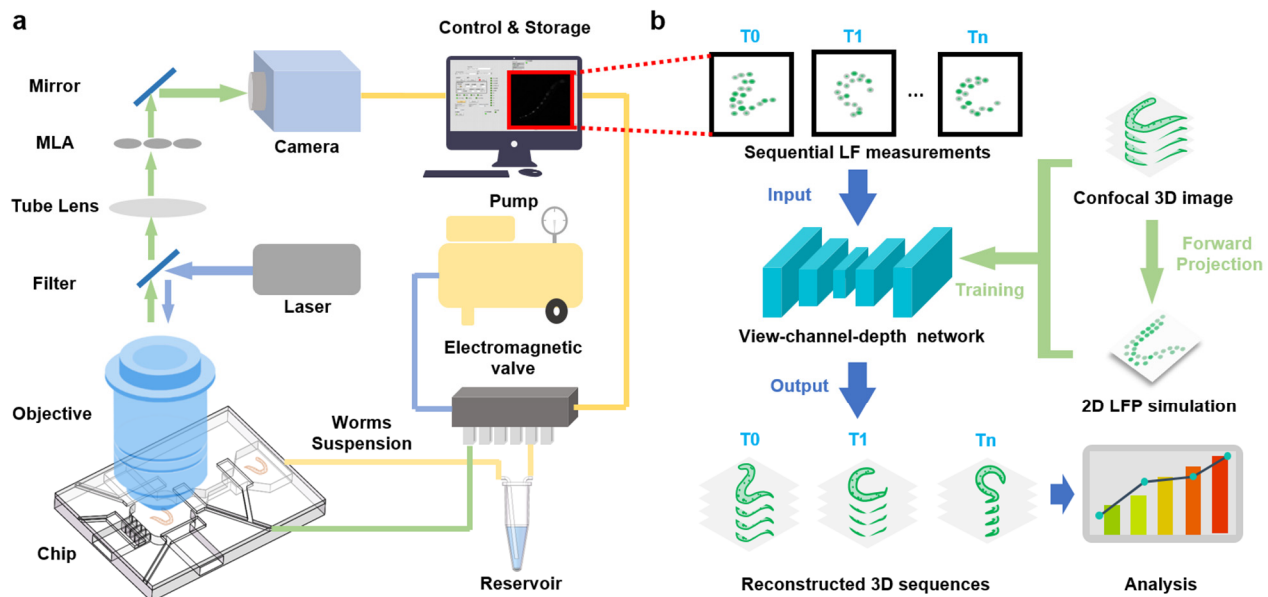 a
Control & Storage
Mirror
MLA
Camera
Tube Lens
Pump
Filter
Laser
Electromagnetic
valve
Objective
Worms
Suspension
Chip
Reservoir
b
T0
T1
Tn
...
Sequential LF measurements
Input
Confocal 3D image
Forward
Projection
Training
View-channel-depth network
Output
2D LFP simulation
T0
T1
Tn
Reconstructed 3D sequences
Analysis